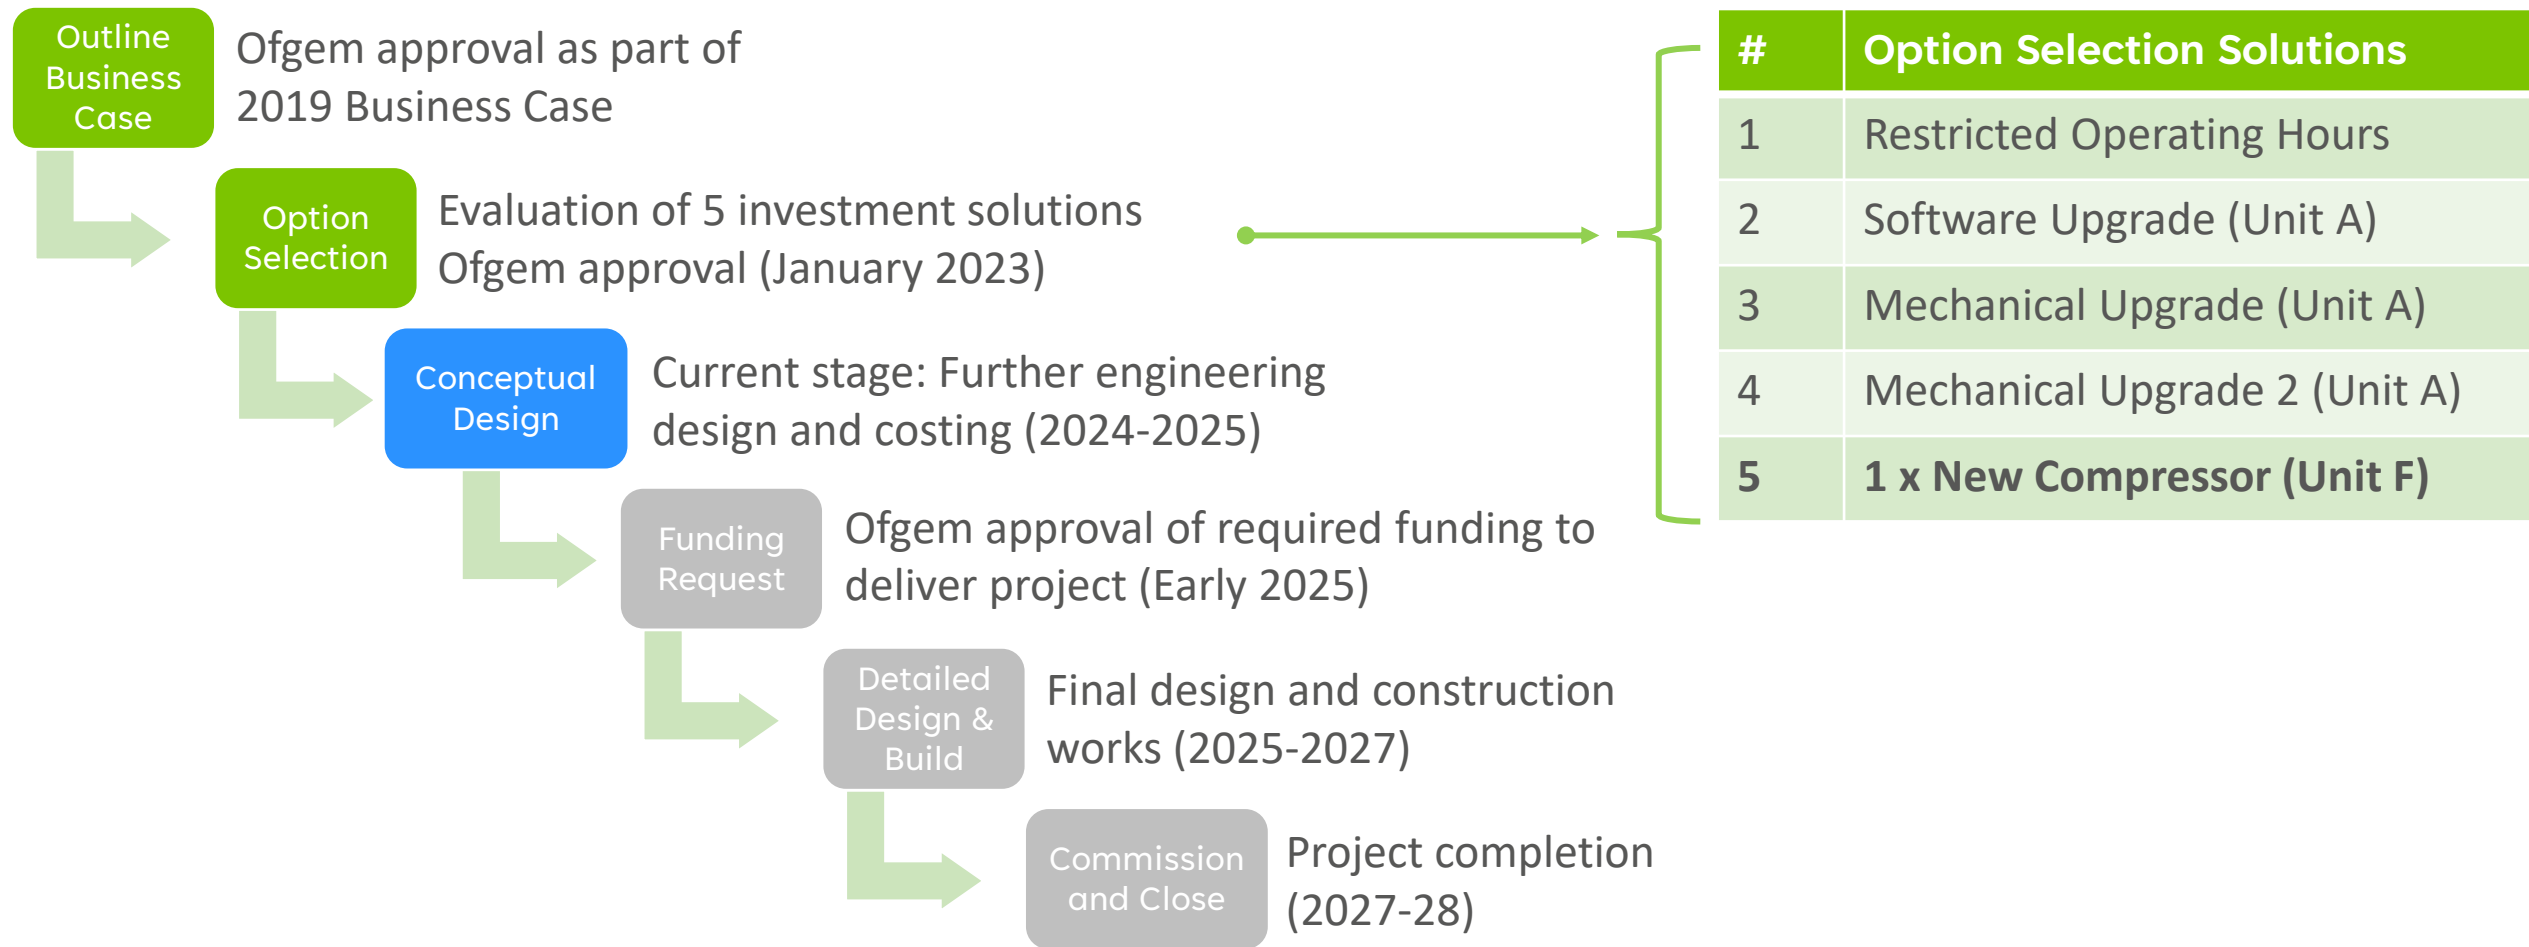 Outline
Business
Case
Ofgem approval as part of
2019 Business Case
Option
Selection
Evaluation of 5 investment solutions
Ofgem approval (January 2023)
Conceptual
Design
Current stage: Further engineering
design and costing (2024-2025)
Funding
Request
Ofgem approval of required funding to
deliver project (Early 2025)
Detailed
Design &
Build
Final design and construction
works (2025-2027)
Commission
and Close
Project completion
(2027-28)
# Option Selection Solutions
1 Restricted Operating Hours
2 Software Upgrade (Unit A)
3 Mechanical Upgrade (Unit A)
4 Mechanical Upgrade 2 (Unit A)
5 1 x New Compressor (Unit F)